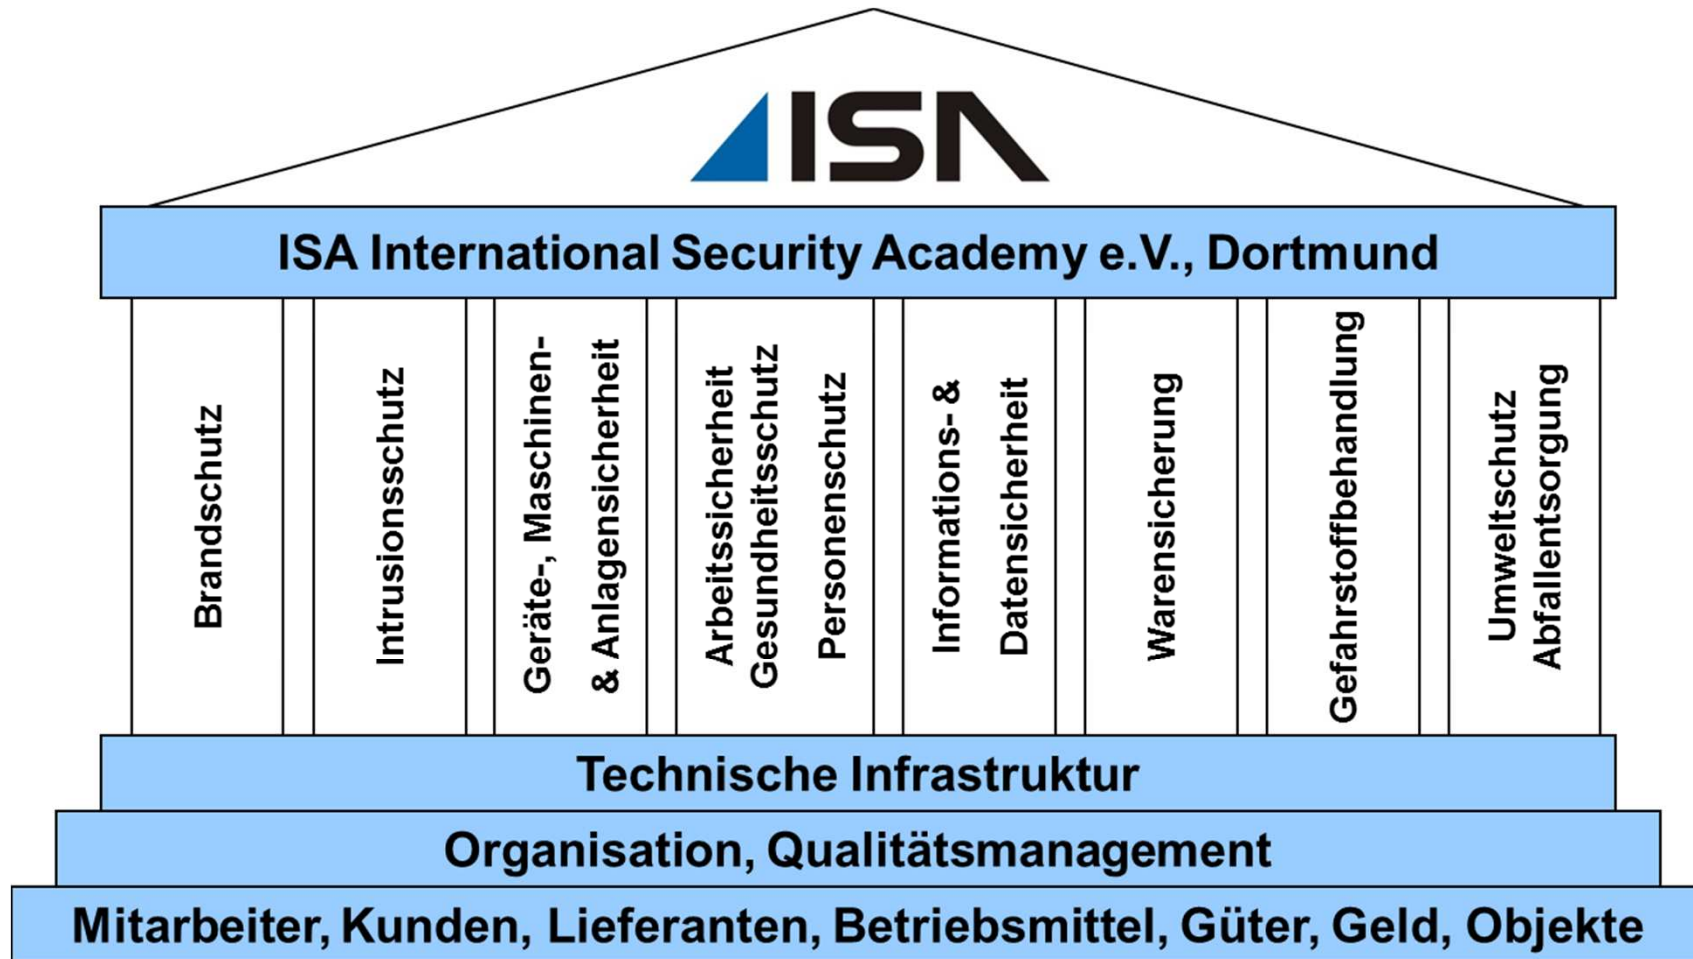 ISA
ISA International Security Academy e.V., Dortmund
Brandschutz
Intrusionsschutz
Geräte-, Maschinen-
& Anlagensicherheit
Arbeitssicherheit
Gesundheitsschutz
Personenschutz
Informations- &
Datensicherheit
Warensicherung
Gefahrstoffbehandlung
Umweltschutz
Abfallentsorgung
Technische Infrastruktur
Organisation, Qualitätsmanagement
Mitarbeiter, Kunden, Lieferanten, Betriebsmittel, Güter, Geld, Objekte